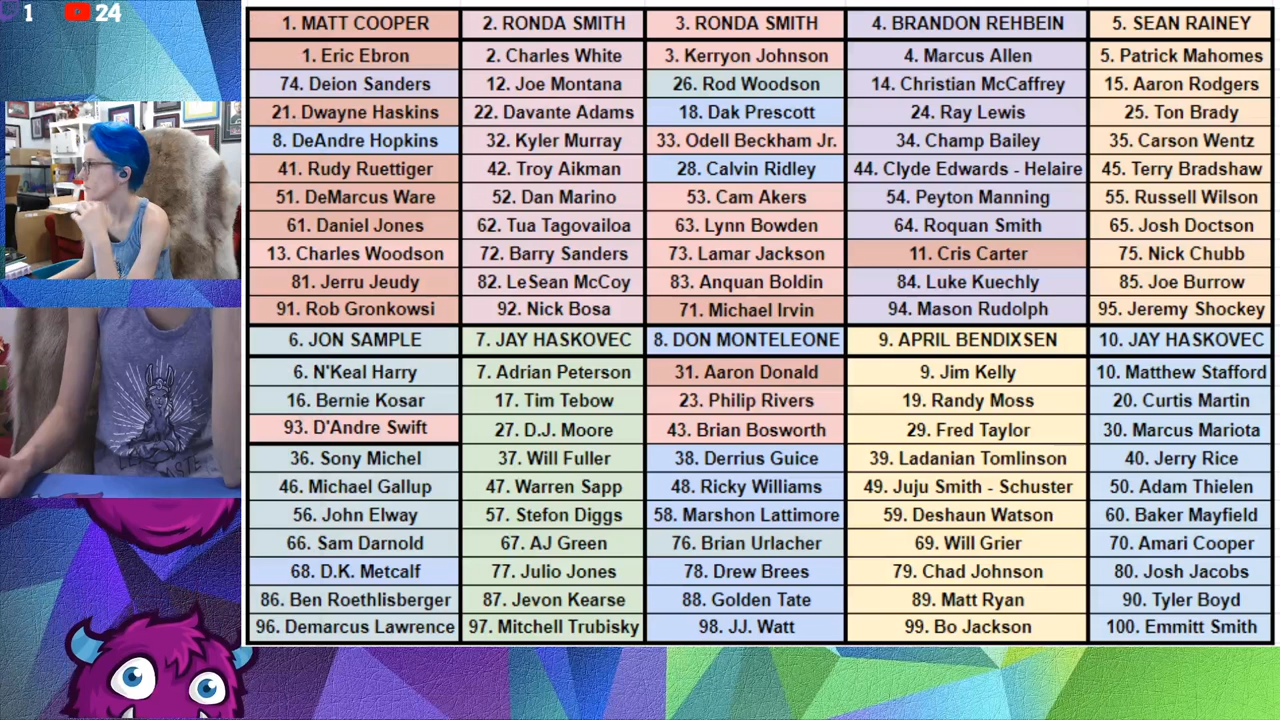 1 24
1. MATT COOPER 2. RONDA SMITH 3. RONDA SMITH 4. BRANDON REHBEIN 5. SEAN RAINEY
1. Eric Ebron 2. Charles White 3. Kerryon Johnson 4. Marcus Allen 5. Patrick Mahomes
74. Deion Sanders 12. Joe Montana 26. Rod Woodson 14. Christian McCaffrey 15. Aaron Rodgers
21. Dwayne Haskins 22. Davante Adams 18. Dak Prescott 24. Ray Lewis 25. Ton Brady
8. DeAndre Hopkins 32. Kyler Murray 33. Odell Beckham Jr. 34. Champ Bailey 35. Carson Wentz
41. Rudy Ruettiger 42. Troy Aikman 28. Calvin Ridley 44. Clyde Edwards - Helaire 45. Terry Bradshaw
51. DeMarcus Ware 52. Dan Marino 53. Cam Akers 54. Peyton Manning 55. Russell Wilson
61. Daniel Jones 62. Tua Tagovailoa 63. Lynn Bowden 64. Roquan Smith 65. Josh Doctson
13. Charles Woodson 72. Barry Sanders 73. Lamar Jackson 11. Cris Carter 75. Nick Chubb
81. Jerru Jeudy 82. LeSean McCoy 83. Anquan Boldin 84. Luke Kuechly 85. Joe Burrow
91. Rob Gronkowsi 92. Nick Bosa 71. Michael Irvin 94. Mason Rudolph 95. Jeremy Shockey
6. JON SAMPLE 7. JAY HASKOVEC 8. DON MONTELEONE 9. APRIL BENDIXSEN 10. JAY HASKOVEC
6. N'Keal Harry 7. Adrian Peterson 31. Aaron Donald 9. Jim Kelly 10. Matthew Stafford
16. Bernie Kosar 17. Tim Tebow 23. Philip Rivers 19. Randy Moss 20. Curtis Martin
93. D'Andre Swift 27. D.J. Moore 43. Brian Bosworth 29. Fred Taylor 30. Marcus Mariota
36. Sony Michel 37. Will Fuller 38. Derrius Guice 39. Ladanian Tomlinson 40. Jerry Rice
46. Michael Gallup 47. Warren Sapp 48. Ricky Williams 49. Juju Smith - Schuster 50. Adam Thielen
56. John Elway 57. Stefon Diggs 58. Marshon Lattimore 59. Deshaun Watson 60. Baker Mayfield
66. Sam Darnold 67. AJ Green 76. Brian Urlacher 69. Will Grier 70. Amari Cooper
68. D.K. Metcalf 77. Julio Jones 78. Drew Brees 79. Chad Johnson 80. Josh Jacobs
86. Ben Roethlisberger 87. Jevon Kearse 88. Golden Tate 89. Matt Ryan 90. Tyler Boyd
96. Demarcus Lawrence 97. Mitchell Trubisky 98. JJ. Watt 99. Bo Jackson 100. Emmitt Smith